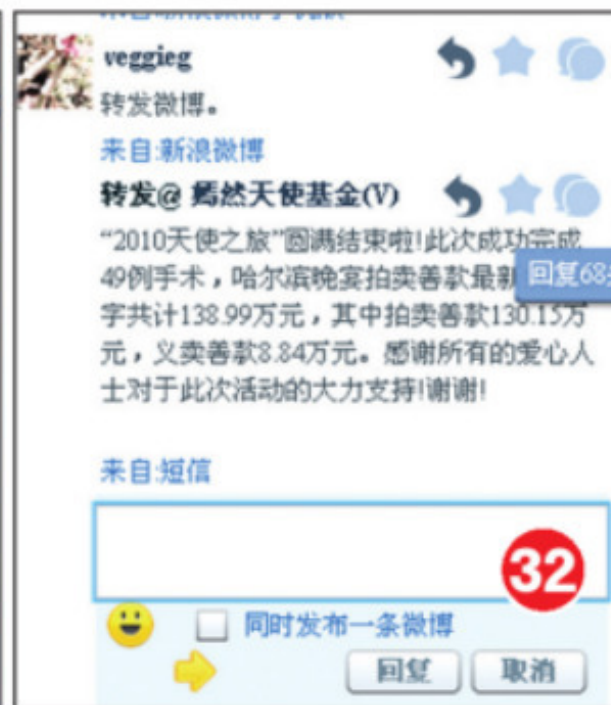 veggieg
转发微博。
来自:新浪微博
转发@ 嫣然天使基金(V)
“2010天使之旅”圆满结束啦!此次成功完成
49例手术，哈尔滨晚宴拍卖善款最新
回复68
字共计138.99万元，其中拍卖善款130.15万
元，义卖善款8.84万元。感谢所有的爱心人
士对于此次活动的大力支持!谢谢!
来自:短信
32
同时发布一条微博
回复
取消